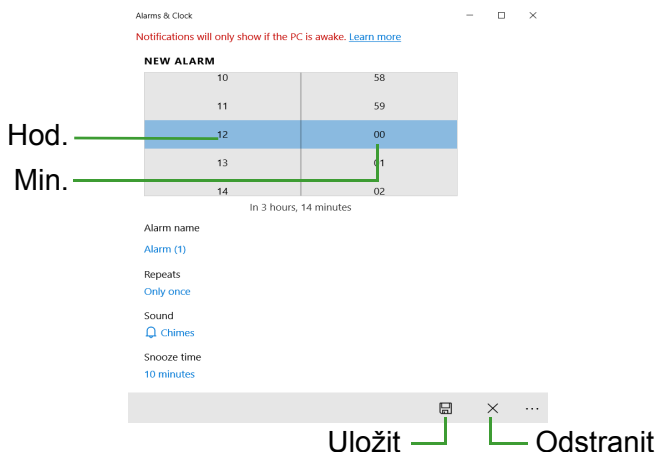 Alarms & Clock
Notifications will only show if the PC is awake. Learn more
NEW ALARM
10 58
11 59
Hod. 12 00
Min. 13 01
14 02
In 3 hours, 14 minutes
Alarm name
Alarm (1)
Repeats
Only once
Sound
Chimes
Snooze time
10 minutes
Uložit Odstranit